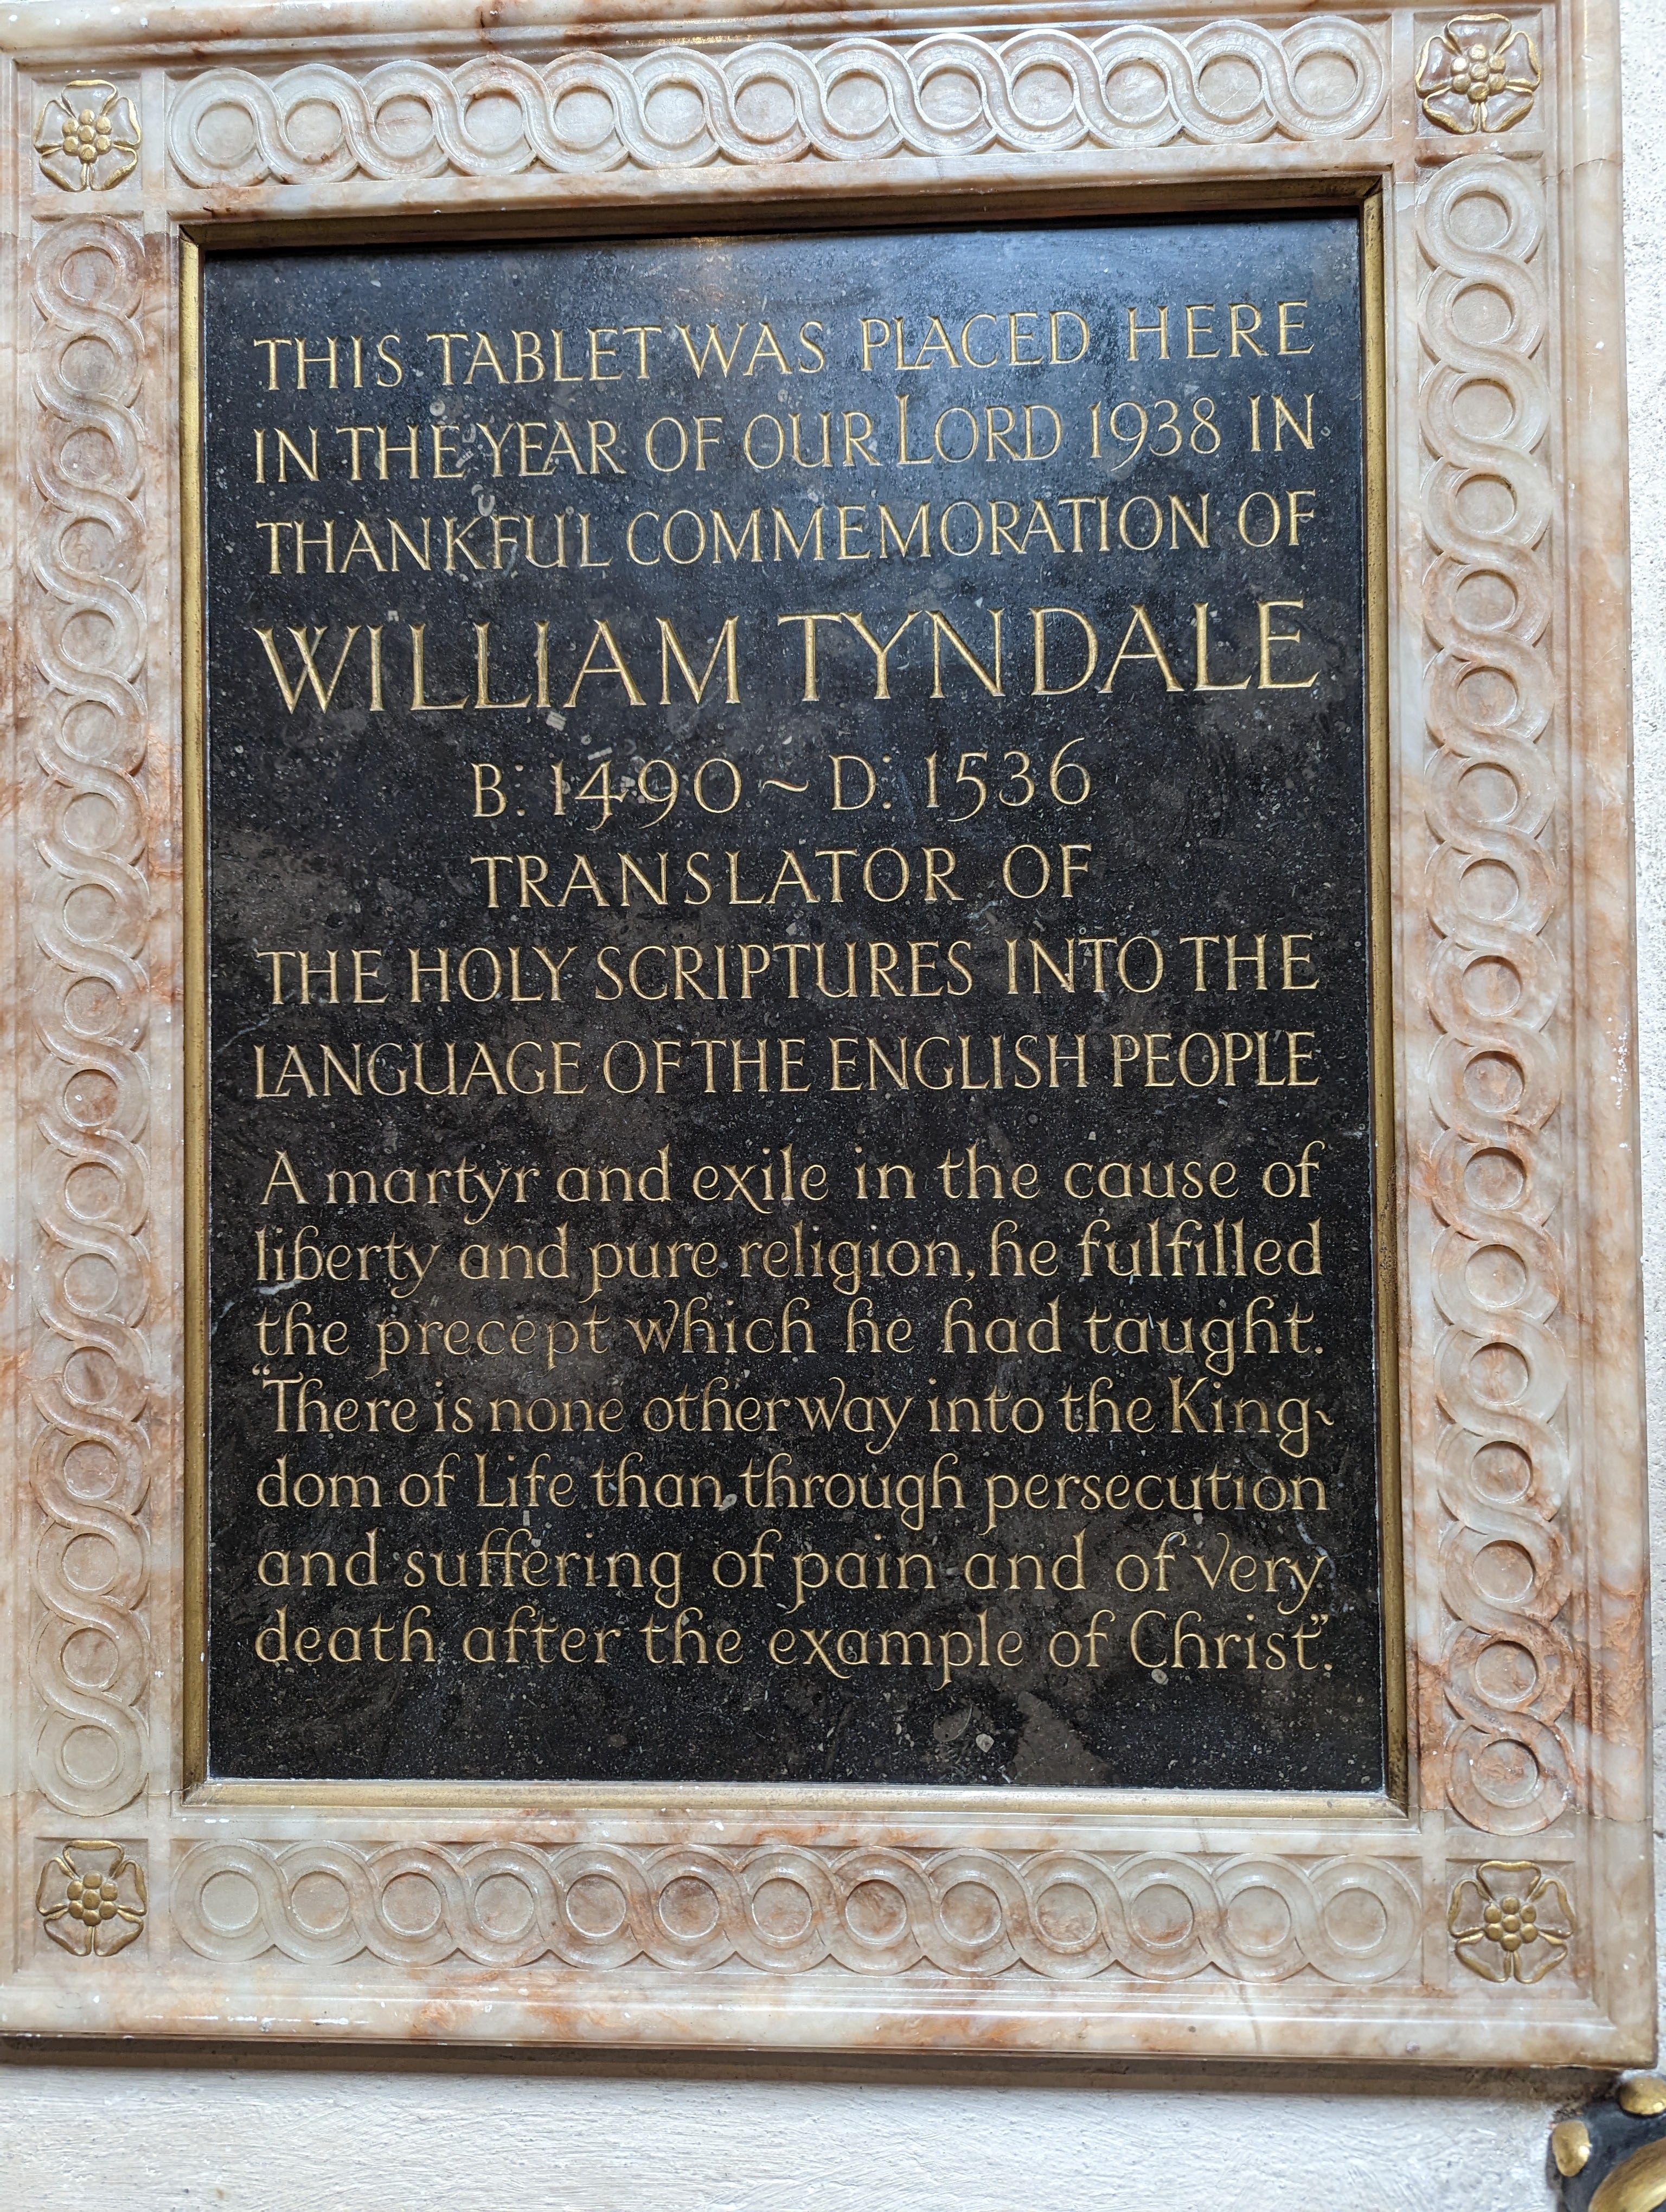 THIS TABLET WAS PLACED HERE
IN THE YEAR OF OUR LORD 1938 IN
THANKFUL COMMEMORATION OF
WILLIAM TYNDALE
B: 1490 ~ D: 1536
TRANSLATOR OF
THE HOLY SCRIPTURES INTO THE
LANGUAGE OF THE ENGLISH PEOPLE
A martyr and exile in the cause of
liberty and pure religion, he fulfilled
the precept which he had taught.
“There is none other way into the King~
dom of Life than through persecution
and suffering of pain and of very
death after the example of Christ”.